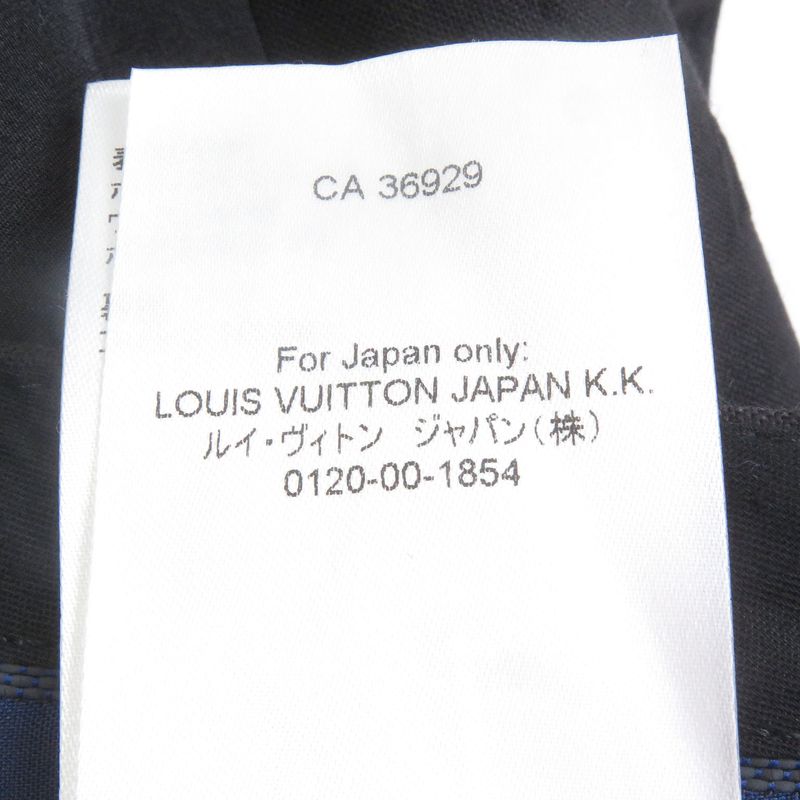 CA 36929
For Japan only:
LOUIS VUITTON JAPAN K.K.
ルイ・ヴィトン ジャパン(株)
0120-00-1854